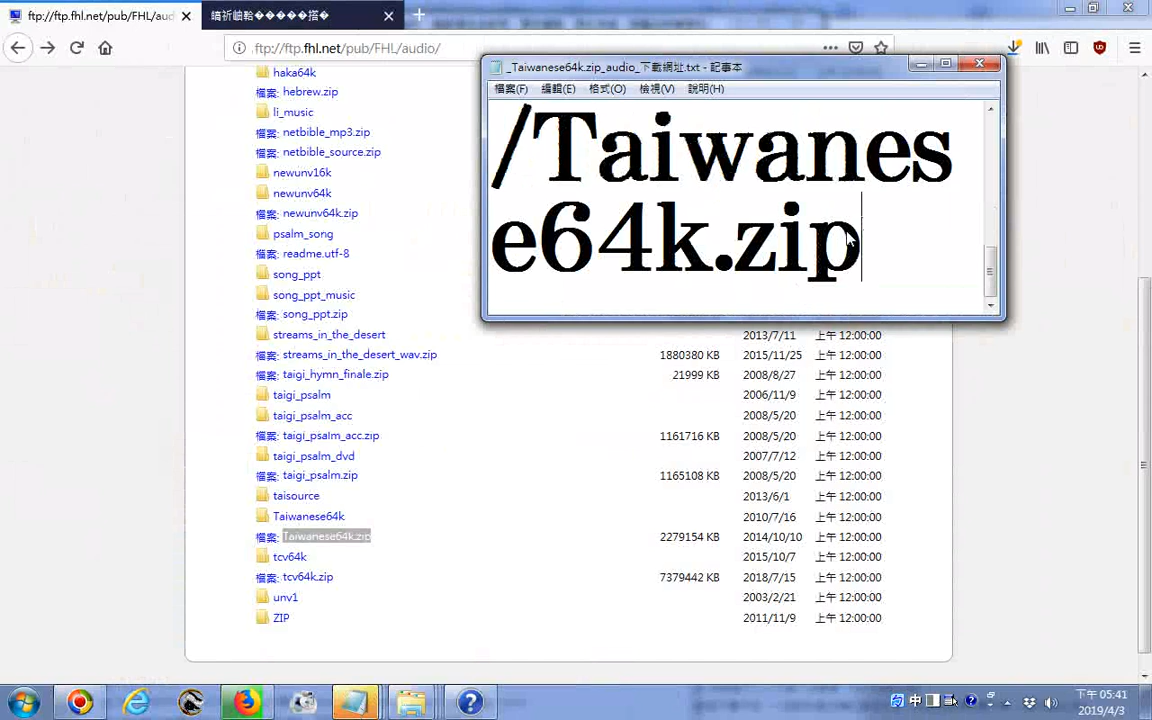 ftp://ftp.fhl.net/pub/FHL/aud
ftp://ftp.fhl.net/pub/FHL/audio/
_Taiwanese64k.zip_audio_下載網址.txt - 記事本
檔案(F) 編輯(E) 格式(O) 檢視(V) 說明(H)
/Taiwanes
e64k.zip
haka64k
檔案: hebrew.zip
li_music
檔案: netbible_mp3.zip
檔案: netbible_source.zip
newunv16k
newunv64k
檔案: newunv64k.zip
psalm_song
檔案: readme.utf-8
song_ppt
song_ppt_music
檔案: song_ppt.zip
streams_in_the_desert 2013/7/11 上午 12:00:00
檔案: streams_in_the_desert_wav.zip 1880380 KB 2015/11/25 上午 12:00:00
檔案: taigi_hymn_finale.zip 21999 KB 2008/8/27 上午 12:00:00
taigi_psalm 2006/11/9 上午 12:00:00
taigi_psalm_acc 2008/5/20 上午 12:00:00
檔案: taigi_psalm_acc.zip 1161716 KB 2008/5/20 上午 12:00:00
taigi_psalm_dvd 2007/7/12 上午 12:00:00
檔案: taigi_psalm.zip 1165108 KB 2008/5/20 上午 12:00:00
taisource 2013/6/1 上午 12:00:00
Taiwanese64k 2010/7/16 上午 12:00:00
檔案: Taiwanese64k.zip 2279154 KB 2014/10/10 上午 12:00:00
tcv64k 2015/10/7 上午 12:00:00
檔案: tcv64k.zip 7379442 KB 2018/7/15 上午 12:00:00
unv1 2003/2/21 上午 12:00:00
ZIP 2011/11/9 上午 12:00:00
中 下午 05:41
2019/4/3